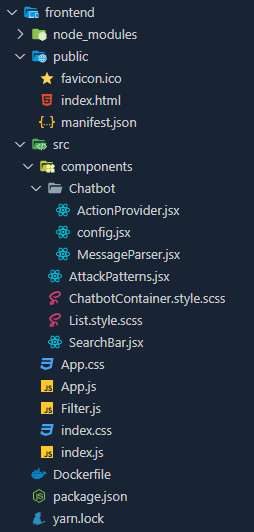 frontend
node_modules
public
favicon.ico
index.html
manifest.json
src
components
Chatbot
ActionProvider.jsx
config.jsx
MessageParser.jsx
AttackPatterns.jsx
ChatbotContainer.style.scss
List.style.scss
SearchBar.jsx
App.css
App.js
Filter.js
index.css
index.js
Dockerfile
package.json
yarn.lock